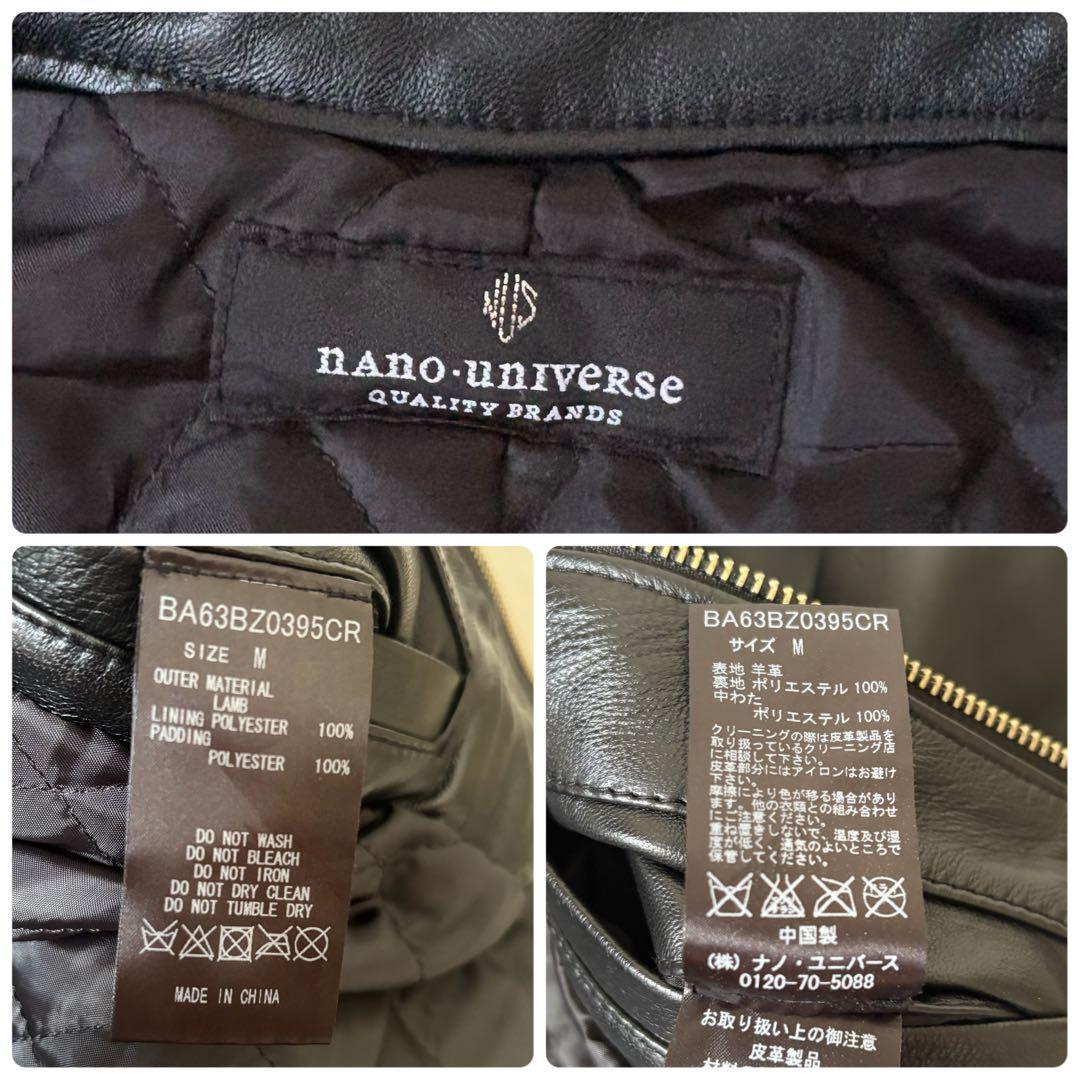 NUS
nAno·unIVeRse
QUALITY BRANDS
BA63BZ0395CR
SIZE M
OUTER MATERIAL
LAMB
LINING POLYESTER 100%
PADDING
POLYESTER 100%
DO NOT WASH
DO NOT BLEACH
DO NOT IRON
DO NOT DRY CLEAN
DO NOT TUMBLE DRY
MADE IN CHINA
BA63BZ0395CR
サイズ M
表地 羊革
裏地 ポリエステル 100%
中わた
ポリエステル 100%
クリーニングの際は皮革製品を
取り扱っているクリーニング店
に相談して下さい。
皮革部分にはアイロンはお避け
下さい。
摩擦により色が移る場合があり
ます。他の衣類との組み合わせ
にご注意ください。
重ね置きしないで、温度及び湿
度が低く、通気のよいところで
保管してください。
中国製
(株) ナノ・ユニバース
0120-70-5088
お取り扱い上の御注意
皮革製品